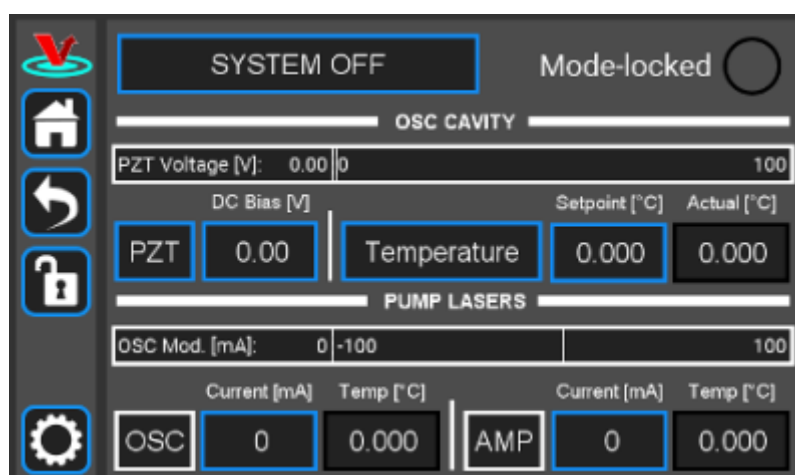 SYSTEM OFF Mode-locked
OSC CAVITY
PZT Voltage [V]: 0.00 0 100
DC Bias [V] Setpoint [°C] Actual [°C]
PZT 0.00 Temperature 0.000 0.000
PUMP LASERS
OSC Mod. [mA]: 0 -100 100
Current [mA] Temp [°C] Current [mA] Temp [°C]
OSC 0 0.000 AMP 0 0.000